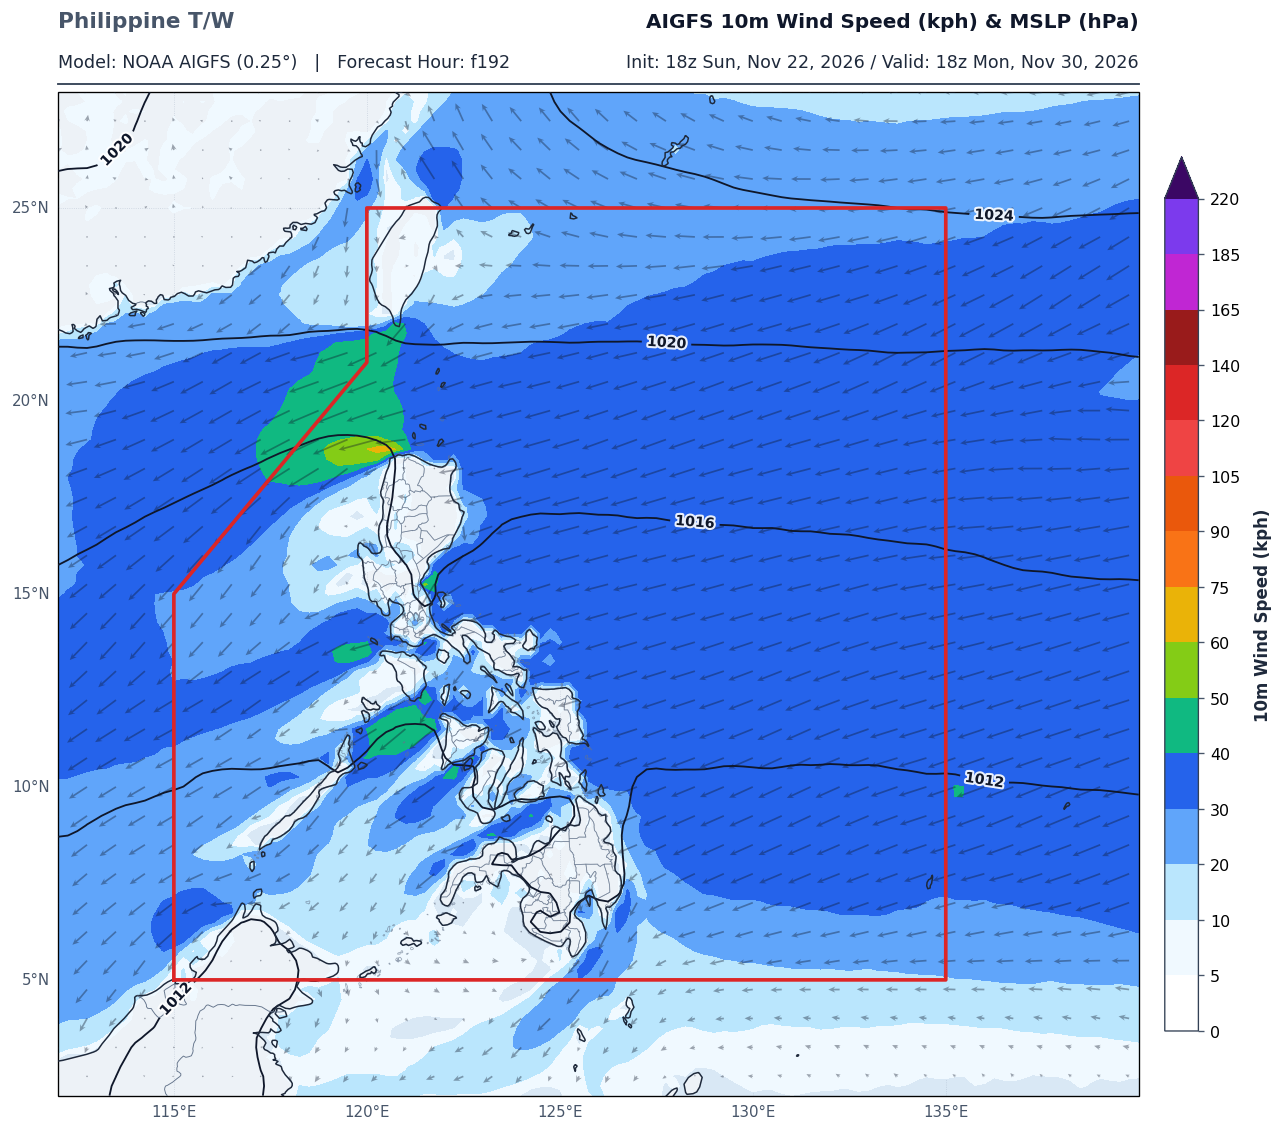 Philippine T/W
AIGFS 10m Wind Speed (kph) & MSLP (hPa)
Model: NOAA AIGFS (0.25°) | Forecast Hour: f192
Init: 18z Sun, Nov 22, 2026 / Valid: 18z Mon, Nov 30, 2026
1020
1024
1020
1016
1012
1012
25°N
20°N
15°N
10°N
5°N
115°E
120°E
125°E
130°E
135°E
220
185
165
140
120
105
90
75
60
50
40
30
20
10
5
0
10m Wind Speed (kph)